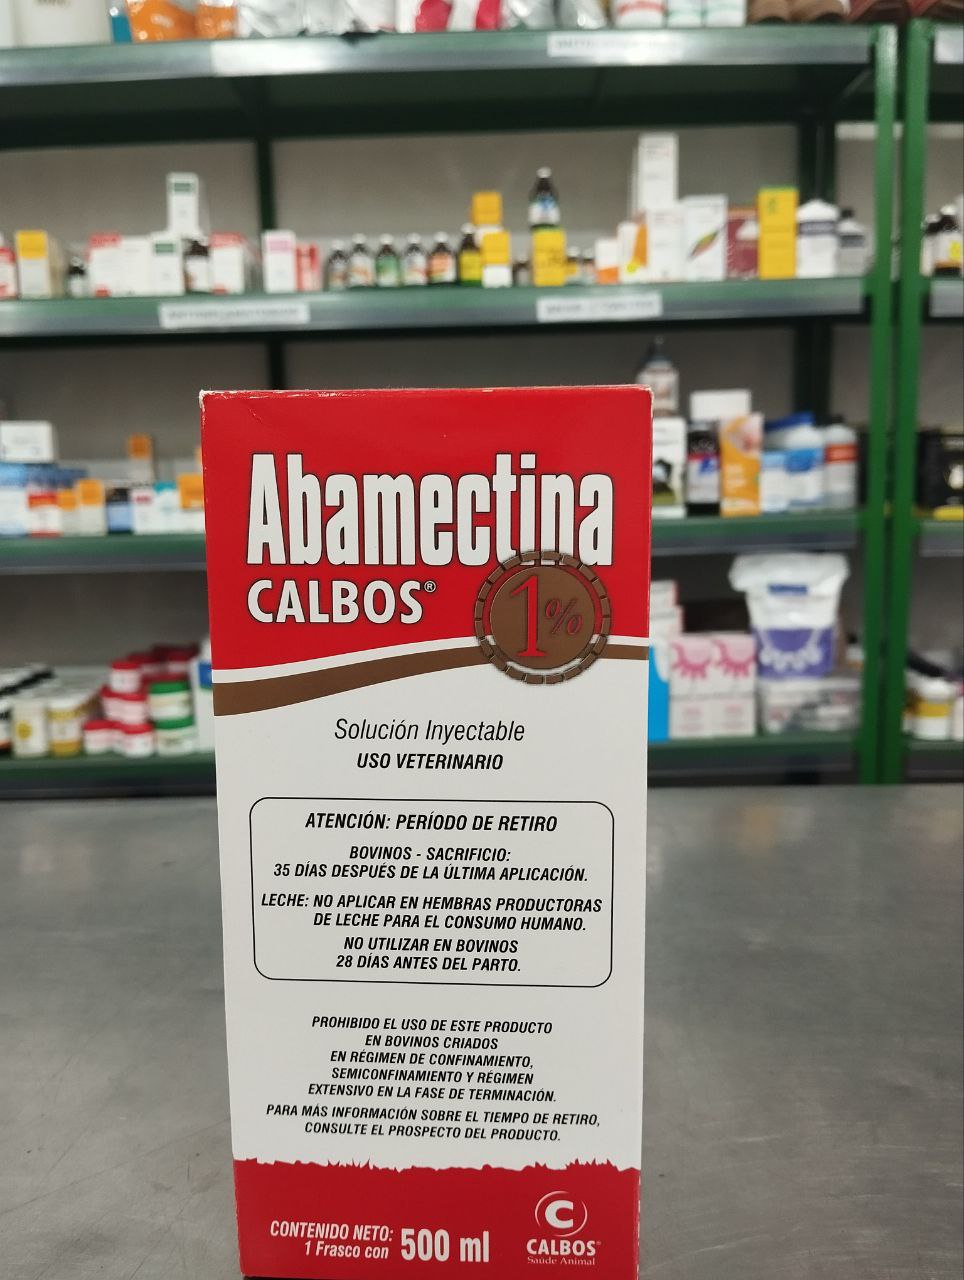 Abamectina
CALBOS®
1%
Solución Inyectable
USO VETERINARIO
ATENCIÓN: PERÍODO DE RETIRO
BOVINOS - SACRIFICIO:
35 DÍAS DESPUÉS DE LA ÚLTIMA APLICACIÓN.
LECHE: NO APLICAR EN HEMBRAS PRODUCTORAS
DE LECHE PARA EL CONSUMO HUMANO.
NO UTILIZAR EN BOVINOS
28 DÍAS ANTES DEL PARTO.
PROHIBIDO EL USO DE ESTE PRODUCTO
EN BOVINOS CRIADOS
EN RÉGIMEN DE CONFINAMIENTO,
SEMICONFINAMIENTO Y RÉGIMEN
EXTENSIVO EN LA FASE DE TERMINACIÓN.
PARA MÁS INFORMACIÓN SOBRE EL TIEMPO DE RETIRO,
CONSULTE EL PROSPECTO DEL PRODUCTO.
CONTENIDO NETO:
1 Frasco con 500 ml
C
CALBOS®
Saúde Animal